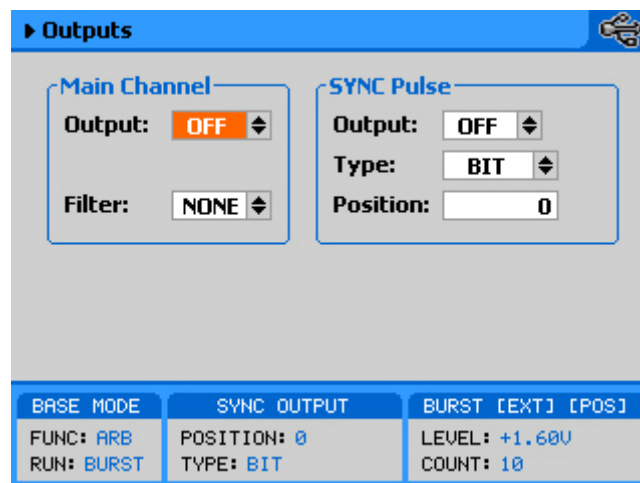 Outputs
Main Channel
Output: OFF
Filter: NONE
SYNC Pulse
Output: OFF
Type: BIT
Position: 0
BASE MODE
FUNC: ARB
RUN: BURST
SYNC OUTPUT
POSITION: 0
TYPE: BIT
BURST [EXT] [POS]
LEVEL: +1.60V
COUNT: 10